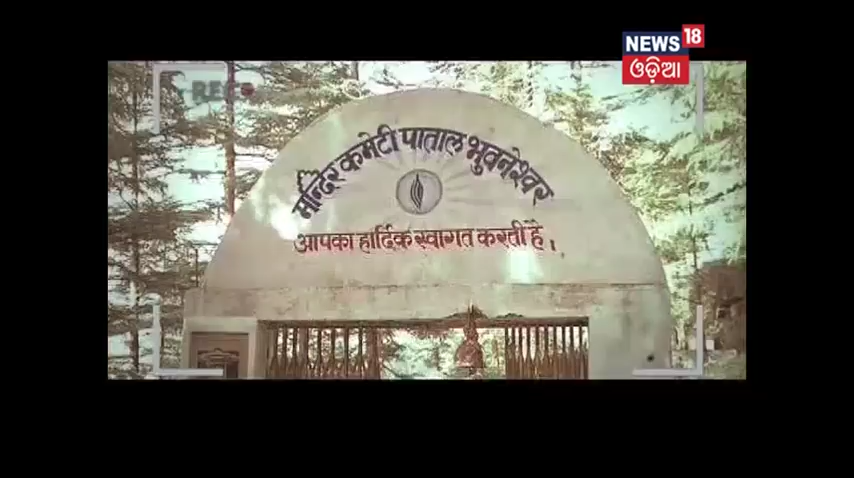 NEWS 18
ଓଡ଼ିଆ
REC
मन्दिर कमेटी पाताल भुवनेश्वर
आपका हार्दिक स्वागत करती है।